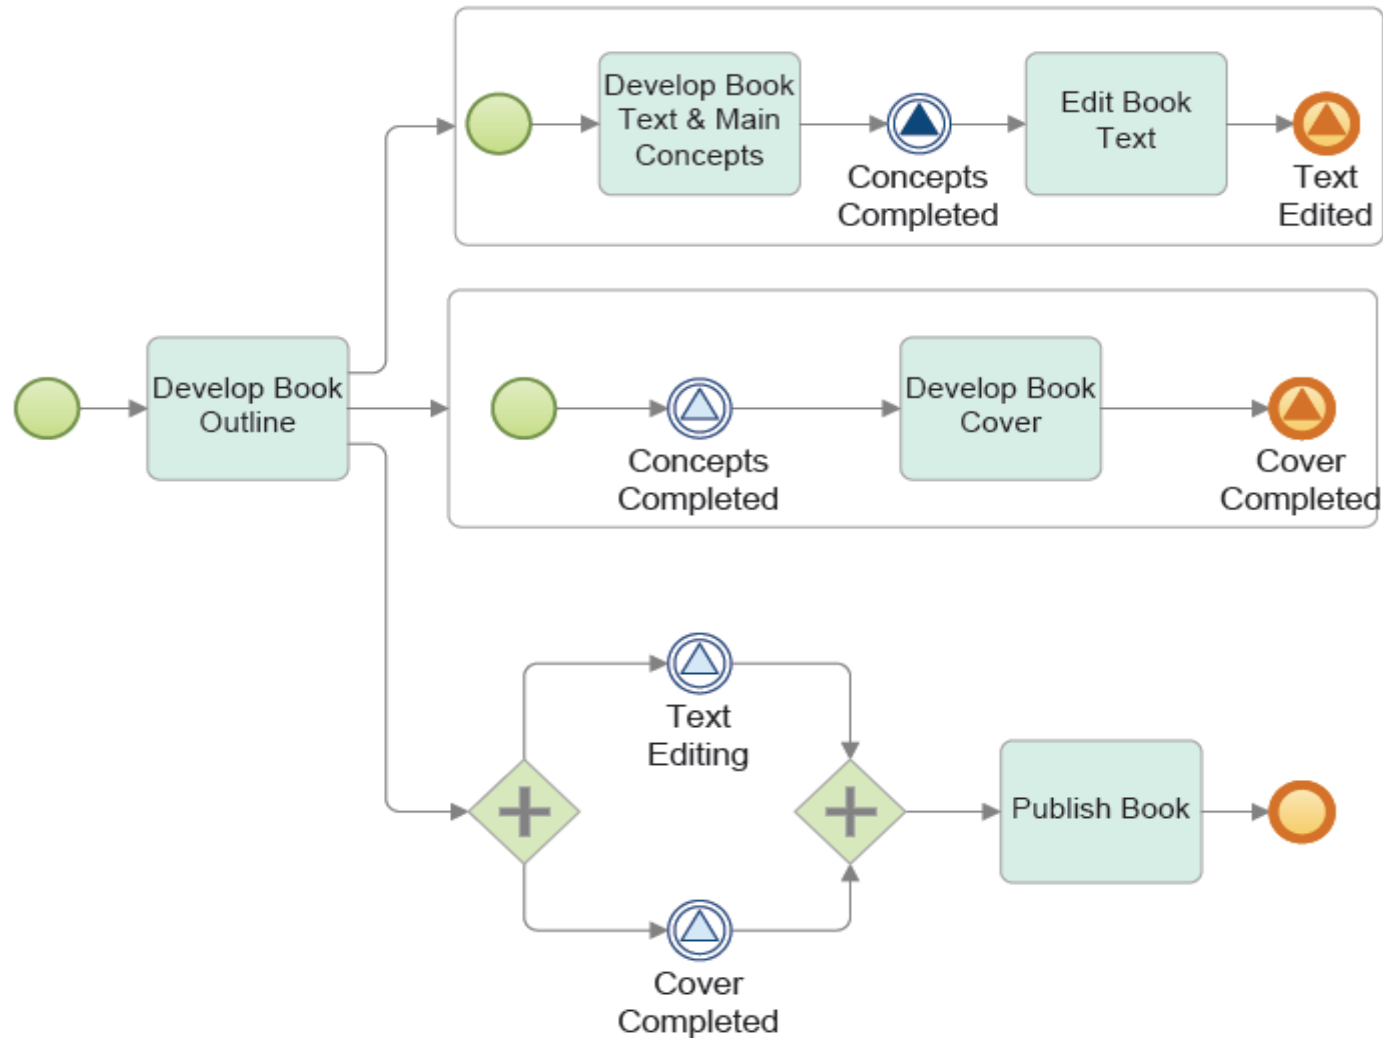 Develop Book
Text & Main
Concepts
Concepts
Completed
Edit Book
Text
Text
Edited
Develop Book
Outline
Concepts
Completed
Develop Book
Cover
Cover
Completed
Text
Editing
Publish Book
Cover
Completed